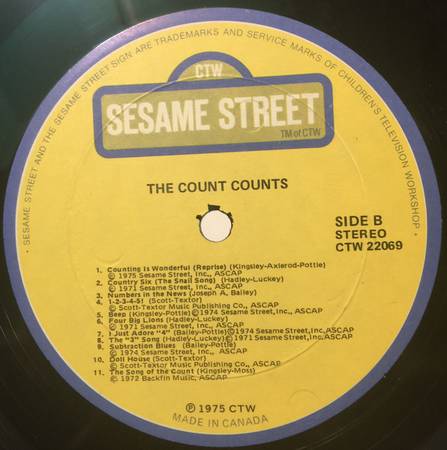 SESAME STREET AND THE SESAME STREET SIGN ARE TRADEMARKS AND SERVICE MARKS OF CHILDREN'S TELEVISION WORKSHOP
CTW
SESAME STREET
TM of CTW
THE COUNT COUNTS
SIDE B
STEREO
CTW 22069
1. Counting Is Wonderful (Reprise) (Kingsley-Axlerod-Pottle)
© 1975 Sesame Street, Inc., ASCAP
2. Country Six (The Snail Song) (Hadley-Luckey)
© 1971 Sesame Street, Inc., ASCAP
3. Numbers in the News (Joseph A. Bailey)
4. 1-2-3-4-5! (Scott-Textor)
© Scott-Textor Music Publishing Co., ASCAP
5. Beep (Kingsley-Pottle) © 1974 Sesame Street, Inc., ASCAP
6. Four Big Lions (Hadley-Luckey)
© 1971 Sesame Street, Inc., ASCAP
7. I Just Adore "4" (Bailey-Pottle) © 1974 Sesame Street, Inc, ASCAP
8. The "3" Song (Hadley-Luckey) © 1971 Sesame Street, Inc., ASCAP
9. Subtraction Blues (Bailey-Pottle)
© 1974 Sesame Street, Inc., ASCAP
10. Doll House (Scott-Textor)
© Scott-Textor Music Publishing Co., ASCAP
11. The Song of the Count (Kingsley-Moss)
© 1972 Backfin Music, ASCAP
℗ 1975 CTW
MADE IN CANADA